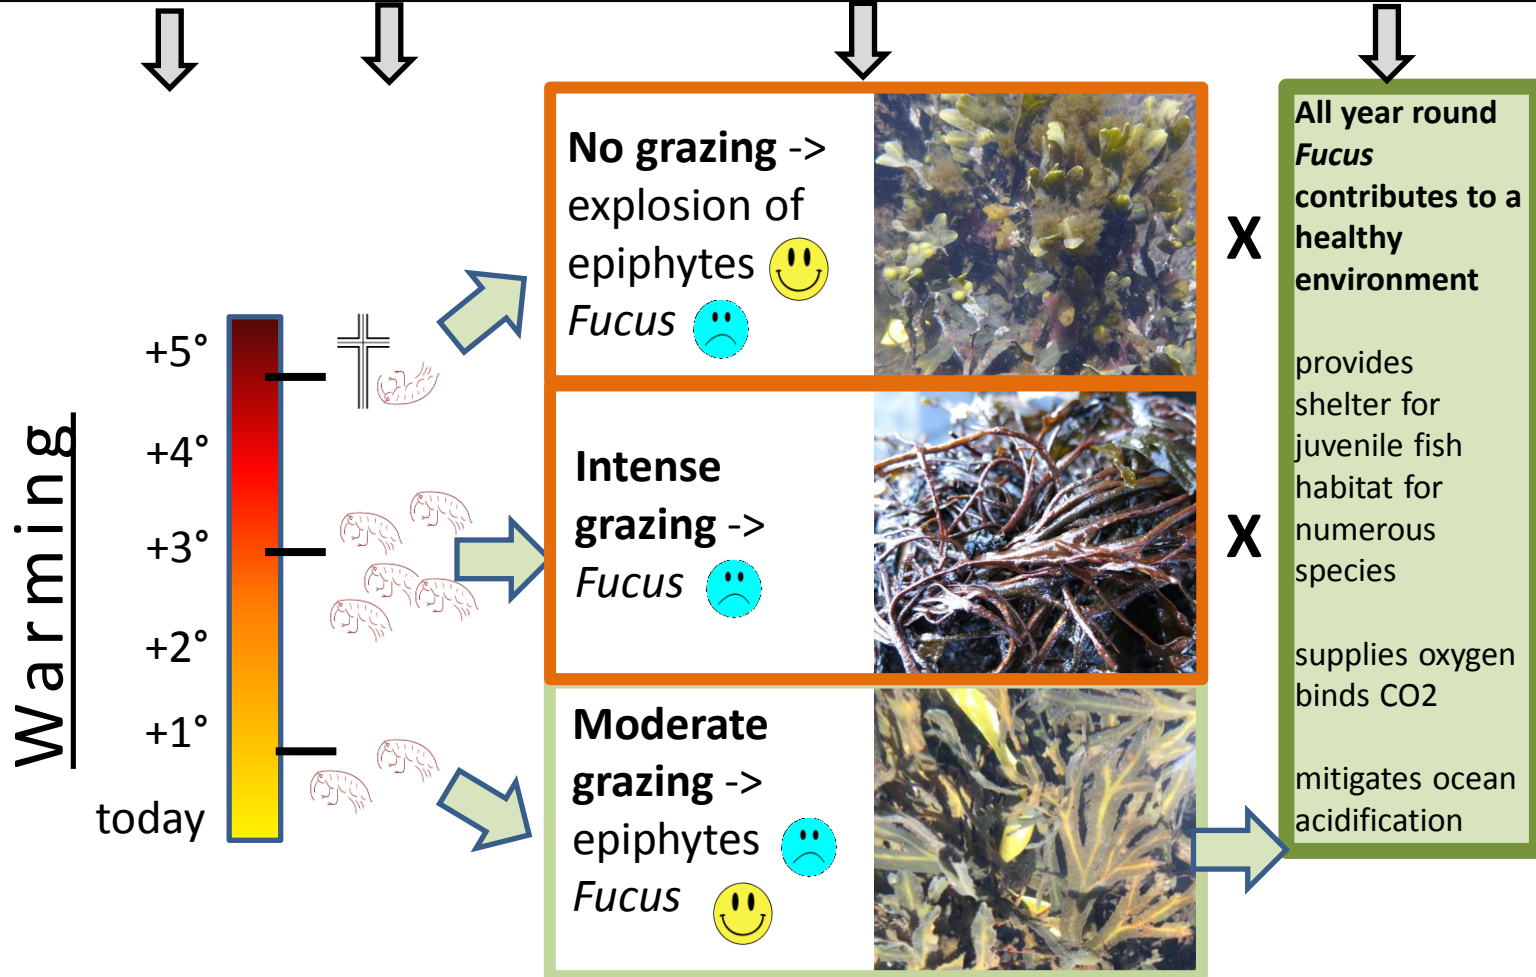 Warming
+5°
+4°
+3°
+2°
+1°
today
No grazing ->
explosion of
epiphytes
Fucus
X
Intense
grazing ->
Fucus
X
Moderate
grazing ->
epiphytes
Fucus
All year round
Fucus
contributes to a
healthy
environment
provides
shelter for
juvenile fish
habitat for
numerous
species
supplies oxygen
binds CO2
mitigates ocean
acidification